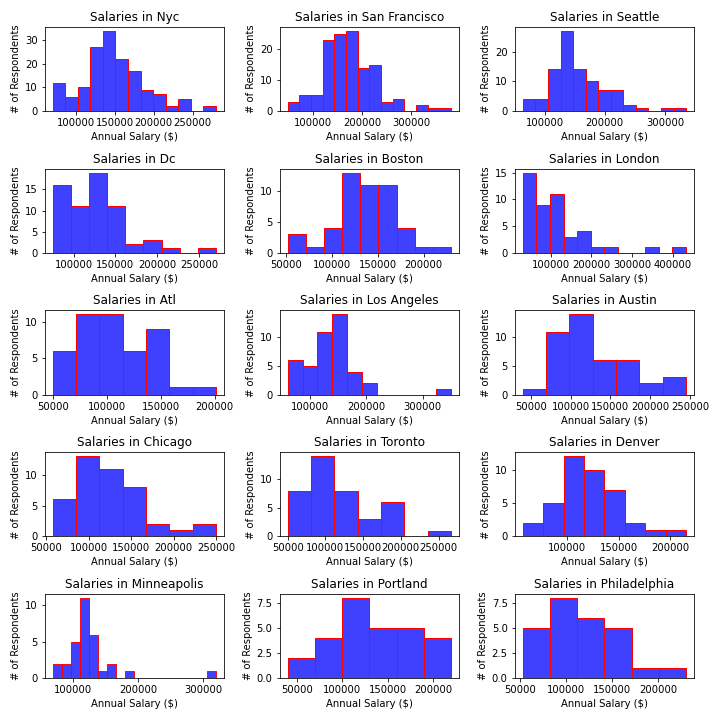 Salaries in Nyc
# of Respondents
30
20
10
0
100000 150000 200000 250000
Annual Salary ($)
Salaries in San Francisco
# of Respondents
20
10
0
100000 200000 300000
Annual Salary ($)
Salaries in Seattle
# of Respondents
20
10
0
100000 200000 300000
Annual Salary ($)
Salaries in Dc
# of Respondents
15
10
5
0
100000 150000 200000 250000
Annual Salary ($)
Salaries in Boston
# of Respondents
10
5
0
50000 100000 150000 200000
Annual Salary ($)
Salaries in London
# of Respondents
15
10
5
0
100000 200000 300000 400000
Annual Salary ($)
Salaries in Atl
# of Respondents
10
5
0
50000 100000 150000 200000
Annual Salary ($)
Salaries in Los Angeles
# of Respondents
10
5
0
100000 200000 300000
Annual Salary ($)
Salaries in Austin
# of Respondents
10
5
0
50000 100000 150000 200000 250000
Annual Salary ($)
Salaries in Chicago
# of Respondents
10
5
0
50000 100000 150000 200000 250000
Annual Salary ($)
Salaries in Toronto
# of Respondents
10
5
0
50000 100000 150000 200000 250000
Annual Salary ($)
Salaries in Denver
# of Respondents
10
5
0
100000 150000 200000
Annual Salary ($)
Salaries in Minneapolis
# of Respondents
10
5
0
100000 200000 300000
Annual Salary ($)
Salaries in Portland
# of Respondents
7.5
5.0
2.5
0.0
50000 100000 150000 200000
Annual Salary ($)
Salaries in Philadelphia
# of Respondents
7.5
5.0
2.5
0.0
50000 100000 150000 200000
Annual Salary ($)